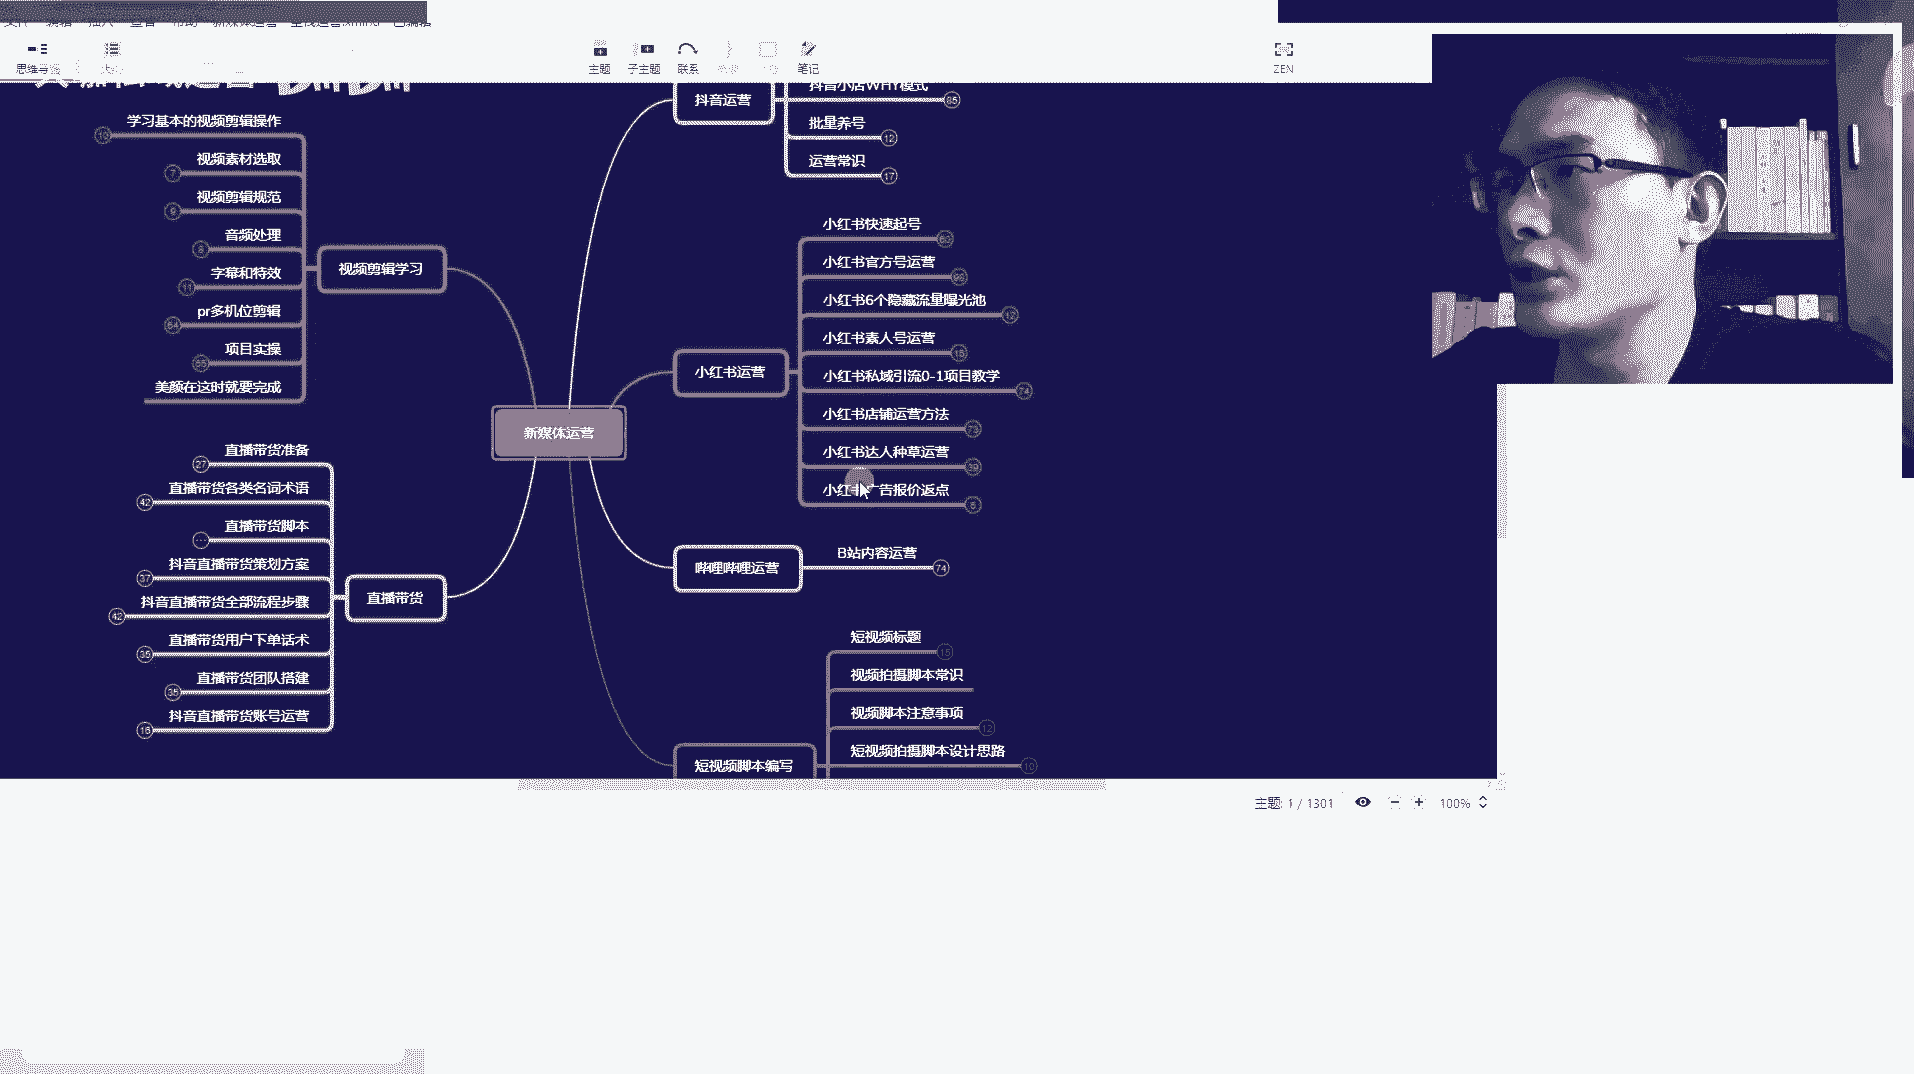 思维导图
主题
子主题
联系
笔记
ZEN
学习基本的视频剪辑操作
10
视频素材选取
7
视频剪辑规范
9
音频处理
8
字幕和特效
11
pr多机位剪辑
54
项目实操
美颜在这时就要完成
视频剪辑学习
直播带货准备
27
直播带货各类名词术语
42
直播带货脚本
抖音直播带货策划方案
37
抖音直播带货全部流程步骤
42
直播带货用户下单话术
35
直播带货团队搭建
35
抖音直播带货账号运营
16
直播带货
新媒体运营
抖音运营
抖音小店WHY模式
85
批量养号
12
运营常识
17
小红书运营
小红书快速起号
小红书官方号运营
小红书6个隐藏流量曝光池
12
小红书素人号运营
15
小红书私域引流0-1项目教学
74
小红书店铺运营方法
73
小红书达人种草运营
39
小红 告报价返点
哔哩哔哩运营
B站内容运营
74
短视频脚本编写
短视频标题
15
视频拍摄脚本常识
视频脚本注意事项
12
短视频拍摄脚本设计思路
10
主题: 1 / 1301
100%